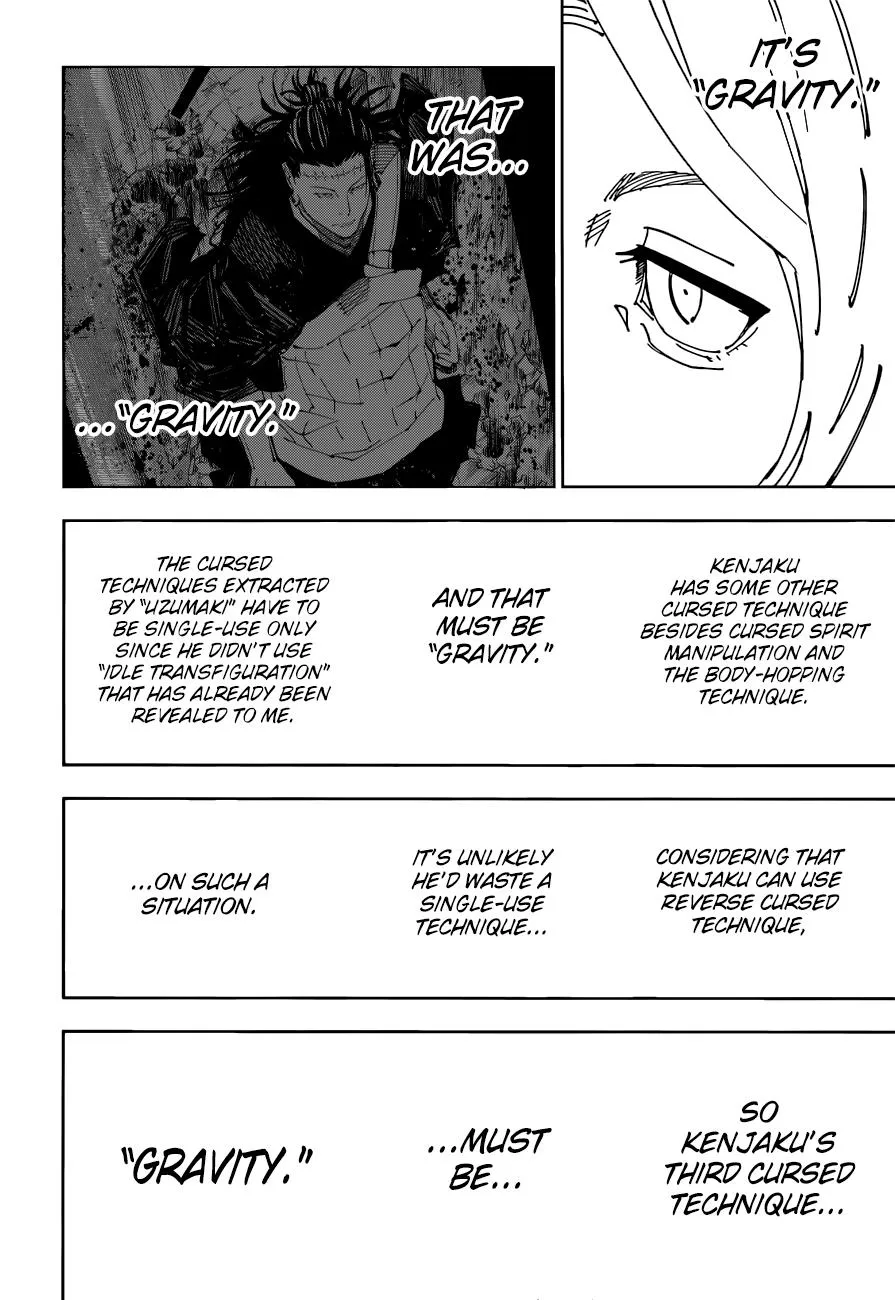 IT'S
"GRAVITY."
THAT
WAS...
..."GRAVITY."
KENJAKU
HAS SOME OTHER
CURSED TECHNIQUE
BESIDES CURSED SPIRIT
MANIPULATION AND
THE BODY-HOPPING
TECHNIQUE.
AND THAT
MUST BE
"GRAVITY."
THE CURSED
TECHNIQUES EXTRACTED
BY "UZUMAKI" HAVE TO
BE SINGLE-USE ONLY
SINCE HE DIDN'T USE
"IDLE TRANSFIGURATION"
THAT HAS ALREADY BEEN
REVEALED TO ME.
CONSIDERING THAT
KENJAKU CAN USE
REVERSE CURSED
TECHNIQUE,
IT'S UNLIKELY
HE'D WASTE A
SINGLE-USE
TECHNIQUE...
...ON SUCH A
SITUATION.
SO
KENJAKU'S
THIRD CURSED
TECHNIQUE...
...MUST
BE...
"GRAVITY."